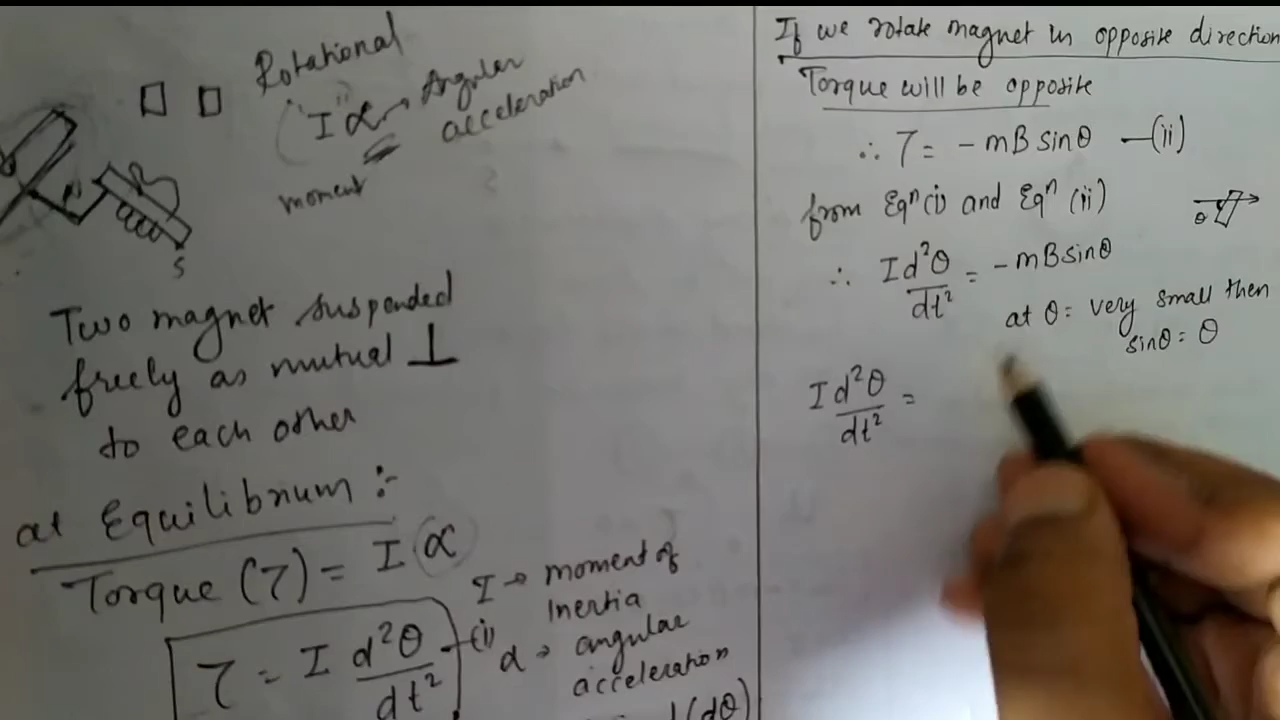 Rotational
I α → Angular
acceleration
moment
S
Two magnet suspended
freely as mutual ⊥
to each other
at Equilibrium :-
Torque (τ) = I α
I → moment of
Inertia
τ = I d²θ/dt² —(i)
α → angular
acceleration
(dθ)
If we rotate magnet in opposite direction
Torque will be opposite
∴ τ = - mB sinθ —(ii)
from Eqⁿ(i) and Eqⁿ (ii)
θ
∴ I d²θ/dt² = - mB sinθ
at θ = very small then
sinθ = θ
I d²θ/dt² =